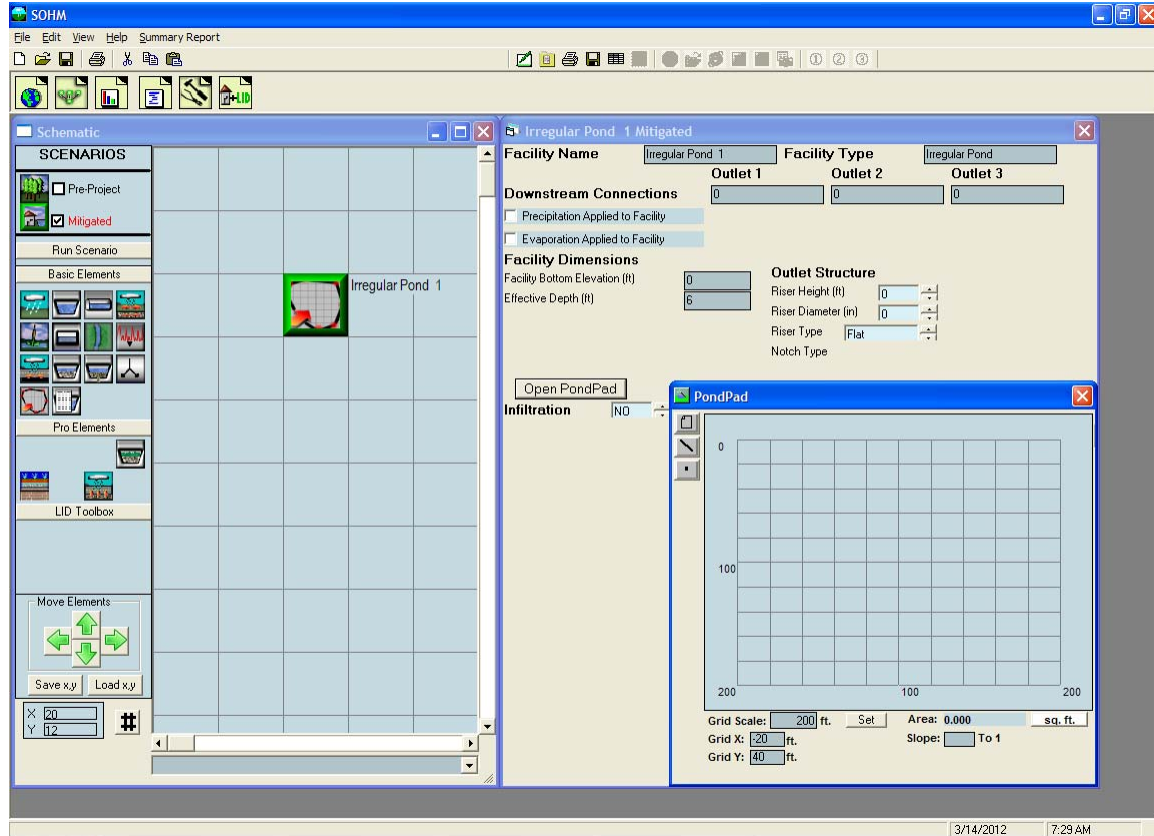 SOHM
File Edit View Help Summary Report
① ② ③
+LID
Schematic
SCENARIOS
Pre-Project
Mitigated
Run Scenario
Basic Elements
Pro Elements
LID Toolbox
Move Elements
Save x,y Load x,y
X 20
Y 12
#
Irregular Pond 1
Irregular Pond 1 Mitigated
Facility Name Irregular Pond 1 Facility Type Irregular Pond
Outlet 1 Outlet 2 Outlet 3
Downstream Connections 0 0 0
Precipitation Applied to Facility
Evaporation Applied to Facility
Facility Dimensions
Facility Bottom Elevation (ft) 0
Effective Depth (ft) 6
Outlet Structure
Riser Height (ft) 0
Riser Diameter (in) 0
Riser Type Flat
Notch Type
Open PondPad
Infiltration NO
PondPad
0
100
200 100 200
Grid Scale: 200 ft. Set Area: 0.000 sq. ft.
Grid X: -20 ft. Slope: To 1
Grid Y: 40 ft.
3/14/2012 7:29 AM